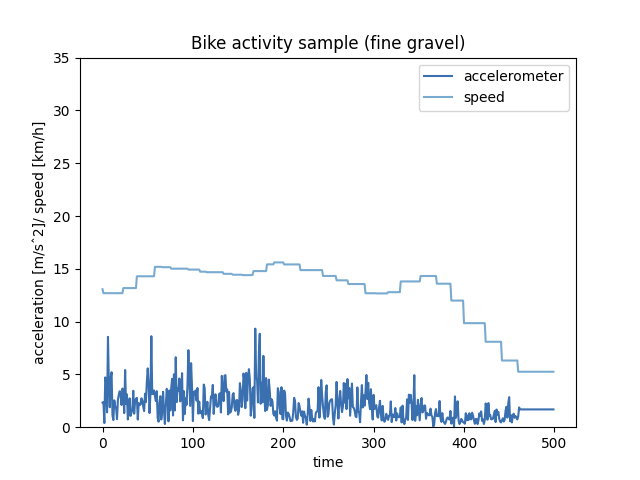 Bike activity sample (fine gravel)
accelerometer
speed
acceleration [m/sˆ2]/ speed [km/h]
35
30
25
20
15
10
5
0
0 100 200 300 400 500
time